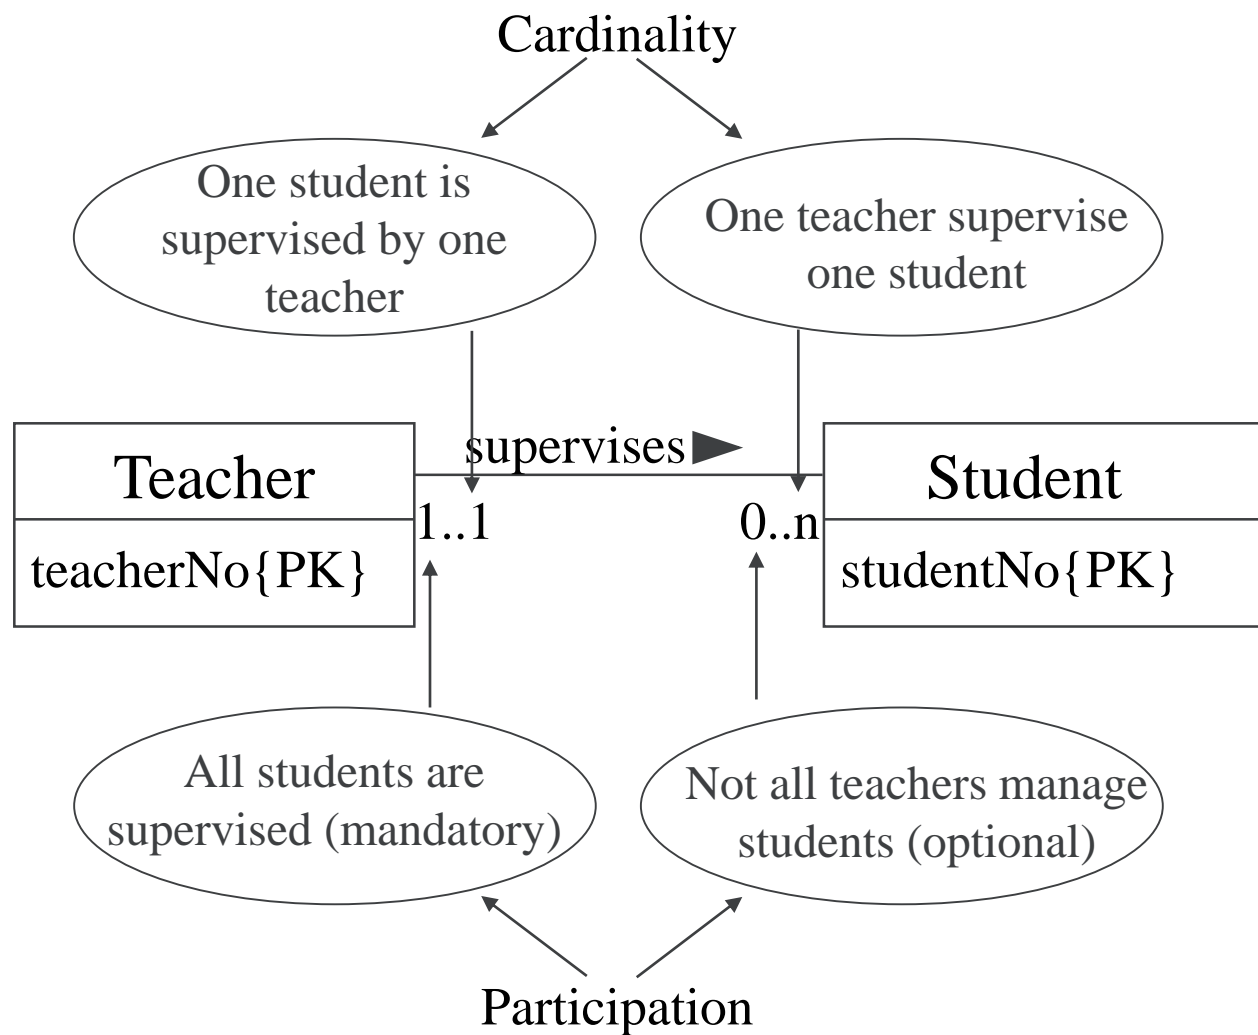 Cardinality
One student is
supervised by one
teacher
One teacher supervise
one student
supervises
Teacher
Student
1..1
0..n
teacherNo{PK}
studentNo{PK}
All students are
supervised (mandatory)
Not all teachers manage
students (optional)
Participation